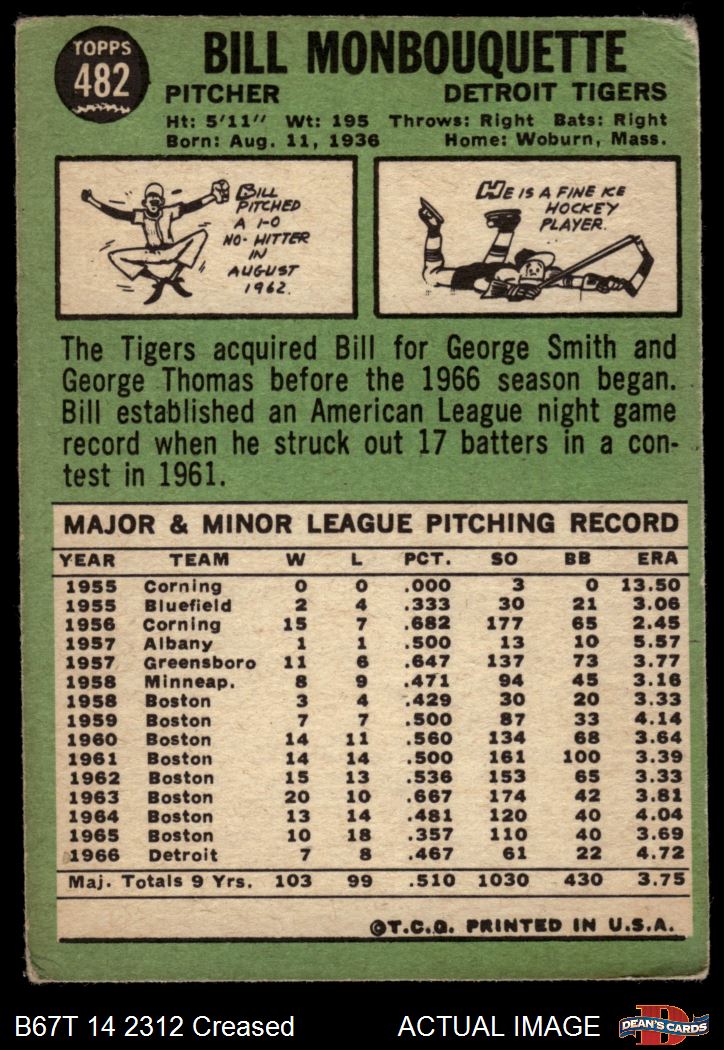 TOPPS
482
BILL MONBOUQUETTE
PITCHER DETROIT TIGERS
Ht: 5'11" Wt: 195 Throws: Right Bats: Right
Born: Aug. 11, 1936 Home: Woburn, Mass.
BILL
PITCHED
A 1-0
NO-HITTER
IN
AUGUST
1962.
HE IS A FINE ICE
HOCKEY
PLAYER.
The Tigers acquired Bill for George Smith and
George Thomas before the 1966 season began.
Bill established an American League night game
record when he struck out 17 batters in a con-
test in 1961.
MAJOR & MINOR LEAGUE PITCHING RECORD
YEAR TEAM W L PCT. SO BB ERA
1955 Corning 0 0 .000 3 0 13.50
1955 Bluefield 2 4 .333 30 21 3.06
1956 Corning 15 7 .682 177 65 2.45
1957 Albany 1 1 .500 13 10 5.57
1957 Greensboro 11 6 .647 137 73 3.77
1958 Minneap. 8 9 .471 94 45 3.16
1958 Boston 3 4 .429 30 20 3.33
1959 Boston 7 7 .500 87 33 4.14
1960 Boston 14 11 .560 134 68 3.64
1961 Boston 14 14 .500 161 100 3.39
1962 Boston 15 13 .536 153 65 3.33
1963 Boston 20 10 .667 174 42 3.81
1964 Boston 13 14 .481 120 40 4.04
1965 Boston 10 18 .357 110 40 3.69
1966 Detroit 7 8 .467 61 22 4.72
Maj. Totals 9 Yrs. 103 99 .510 1030 430 3.75
©T.C.G. PRINTED IN U.S.A.
B67T 14 2312 Creased ACTUAL IMAGE
D
DEAN'S CARDS